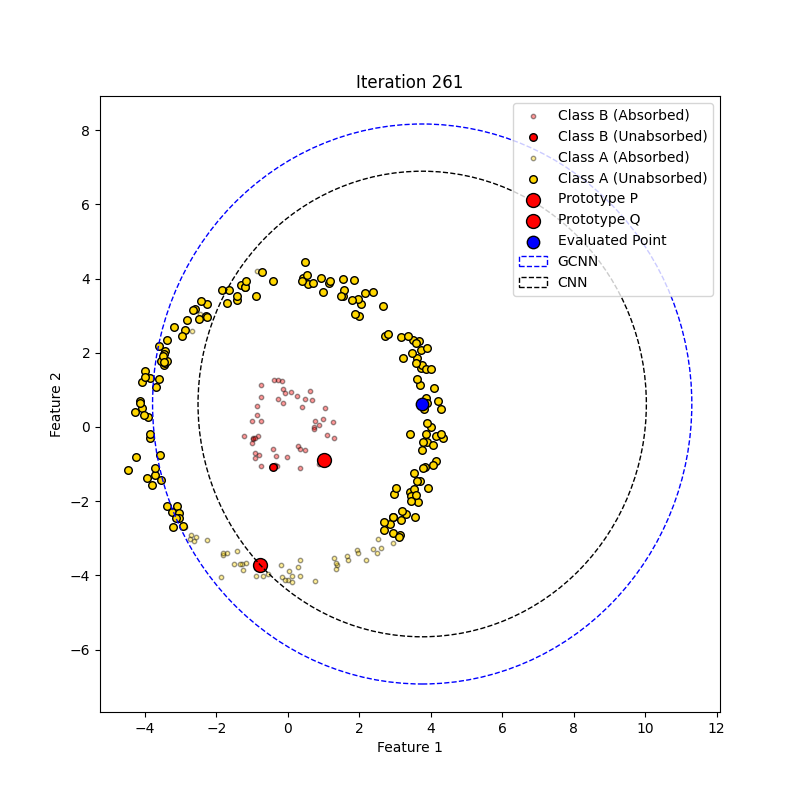 Iteration 261
Class B (Absorbed)
Class B (Unabsorbed)
Class A (Absorbed)
Class A (Unabsorbed)
Prototype P
Prototype Q
Evaluated Point
GCNN
CNN
8
6
4
2
0
−2
−4
−6
Feature 2
−4 −2 0 2 4 6 8 10 12
Feature 1